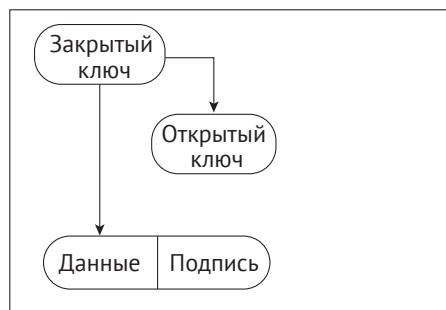 Закрытый
ключ
Открытый
ключ
Данные
Подпись